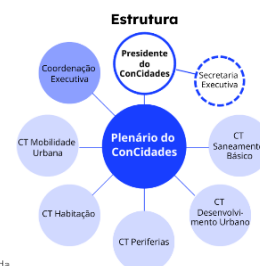 Estrutura
Presidente
do
ConCidades
Coordenação
Executiva
Secretaria
Executiva
CT Mobilidade
Urbana
Plenário do
ConCidades
CT
Saneamento
Básico
CT Habitação
CT
Desenvolvi-
mento Urbano
CT Periferias
da